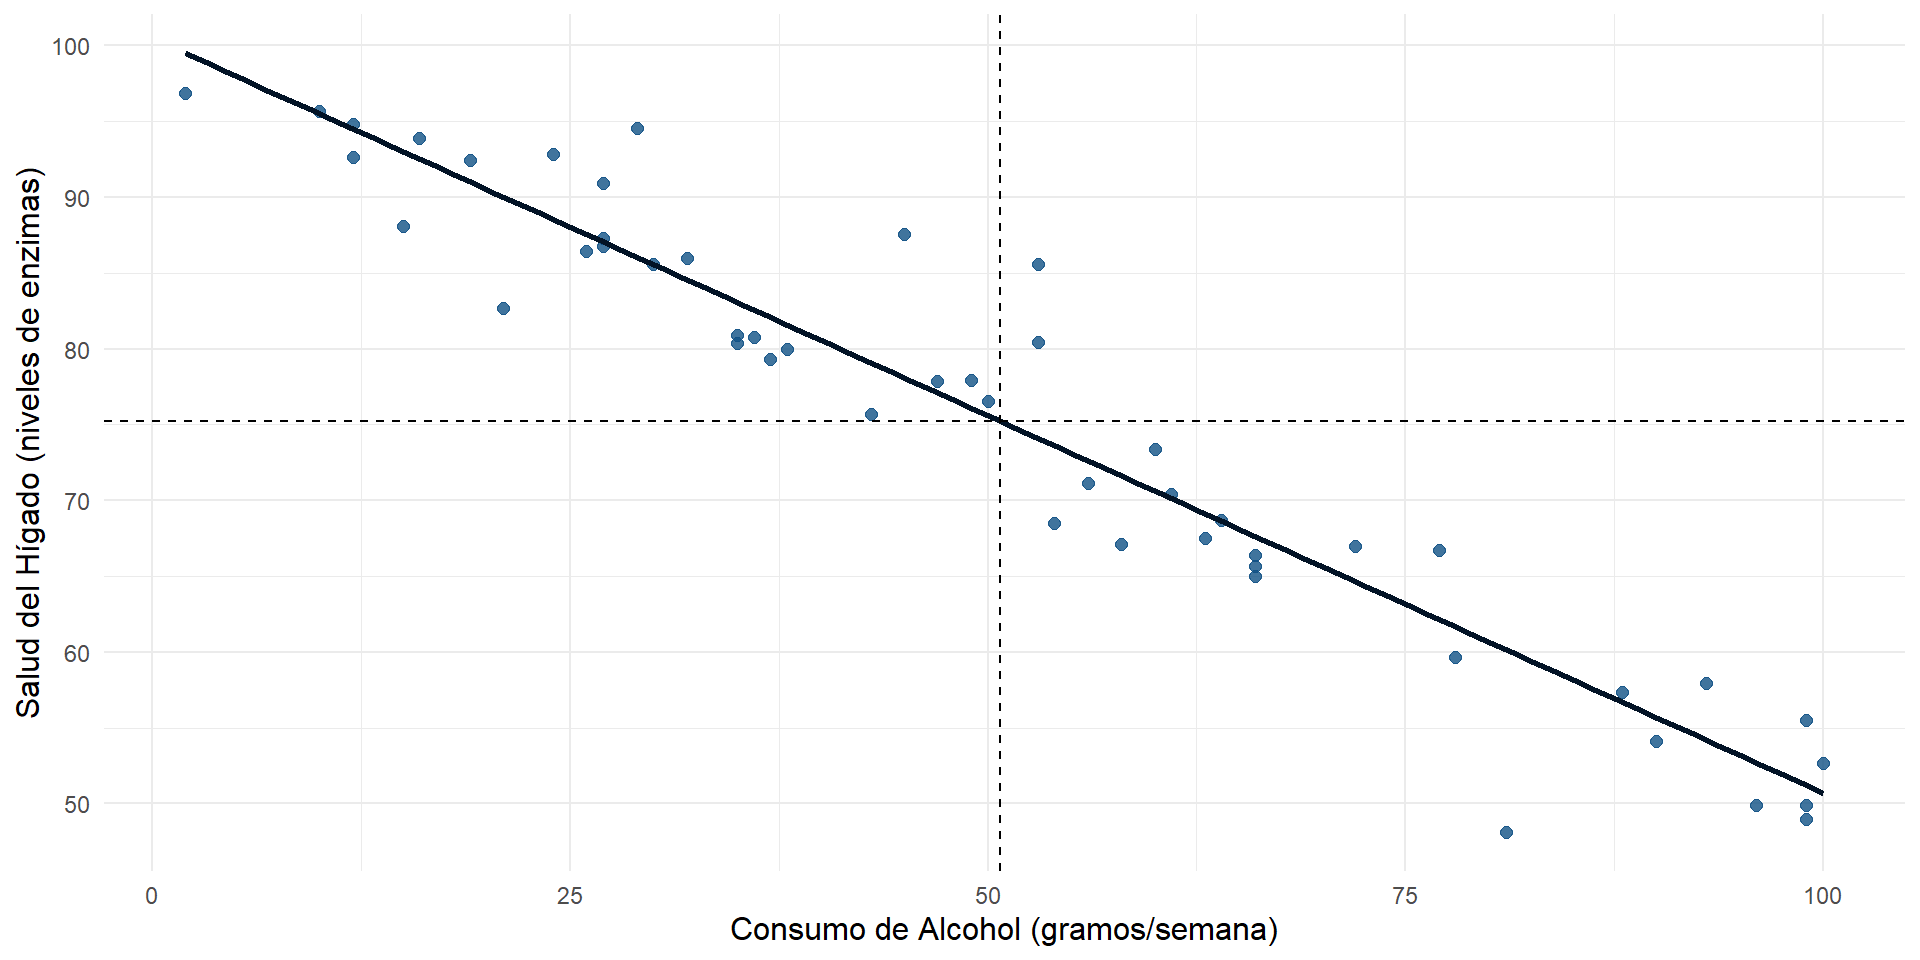 Salud del Hígado (niveles de enzimas)
100
90
80
70
60
50
0 25 50 75 100
Consumo de Alcohol (gramos/semana)